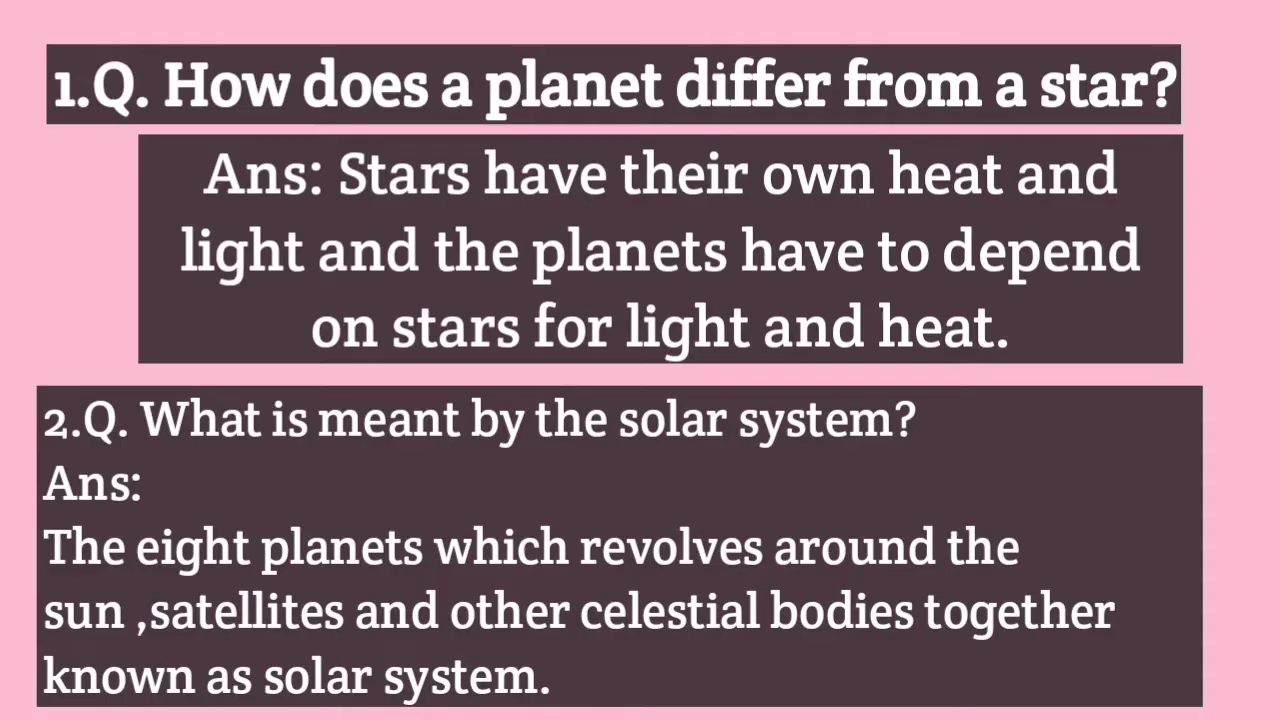 1.Q. How does a planet differ from a star?
Ans: Stars have their own heat and
light and the planets have to depend
on stars for light and heat.
2.Q. What is meant by the solar system?
Ans:
The eight planets which revolves around the
sun ,satellites and other celestial bodies together
known as solar system.